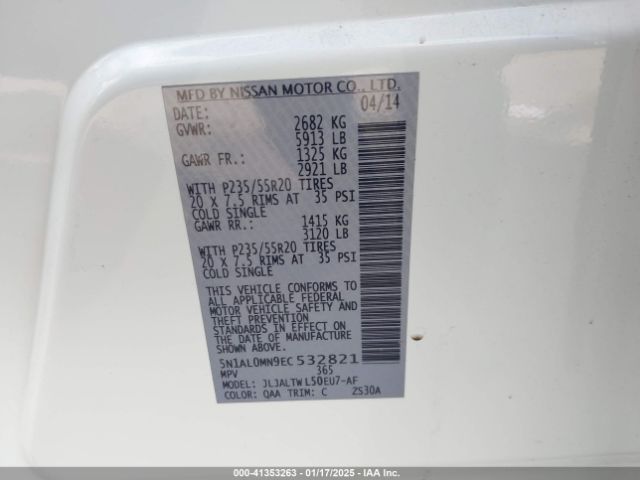 MFD BY NISSAN MOTOR CO., LTD.
DATE: 04/14
GVWR: 2682 KG
5913 LB
GAWR FR.: 1325 KG
2921 LB
WITH P235/55R20 TIRES
20 X 7.5 RIMS AT 35 PSI
COLD SINGLE
GAWR RR.: 1415 KG
3120 LB
WITH P235/55R20 TIRES
20 X 7.5 RIMS AT 35 PSI
COLD SINGLE
THIS VEHICLE CONFORMS TO
ALL APPLICABLE FEDERAL
MOTOR VEHICLE SAFETY AND
THEFT PREVENTION
STANDARDS IN EFFECT ON
THE DATE OF MANUFACTURE
SHOWN ABOVE.
5N1AL0MN9EC532821
MPV 365
MODEL: JLJALTWL50EU7-AF
COLOR: QAA TRIM: C ZS30A
000-41353263 - 01/17/2025 - IAA Inc.